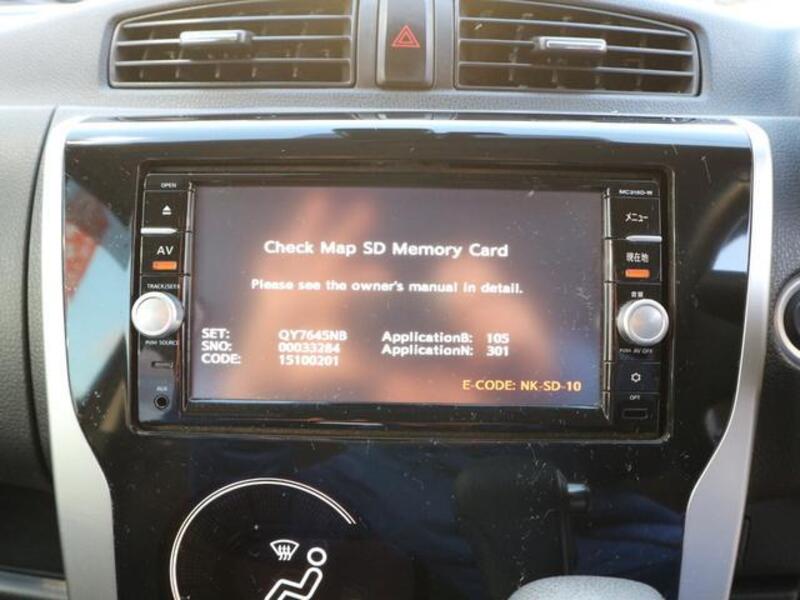 OPEN
MC315D-W
AV
メニュー
現在地
TRACK/SEEK
音量
PUSH SOURCE
PUSH AV OFF
AUX
OPT
Check Map SD Memory Card
Please see the owner's manual in detail.
SET: QY7645NB ApplicationB: 105
SNO: 00033284 ApplicationN: 301
CODE: 15100201
E-CODE: NK-SD-10